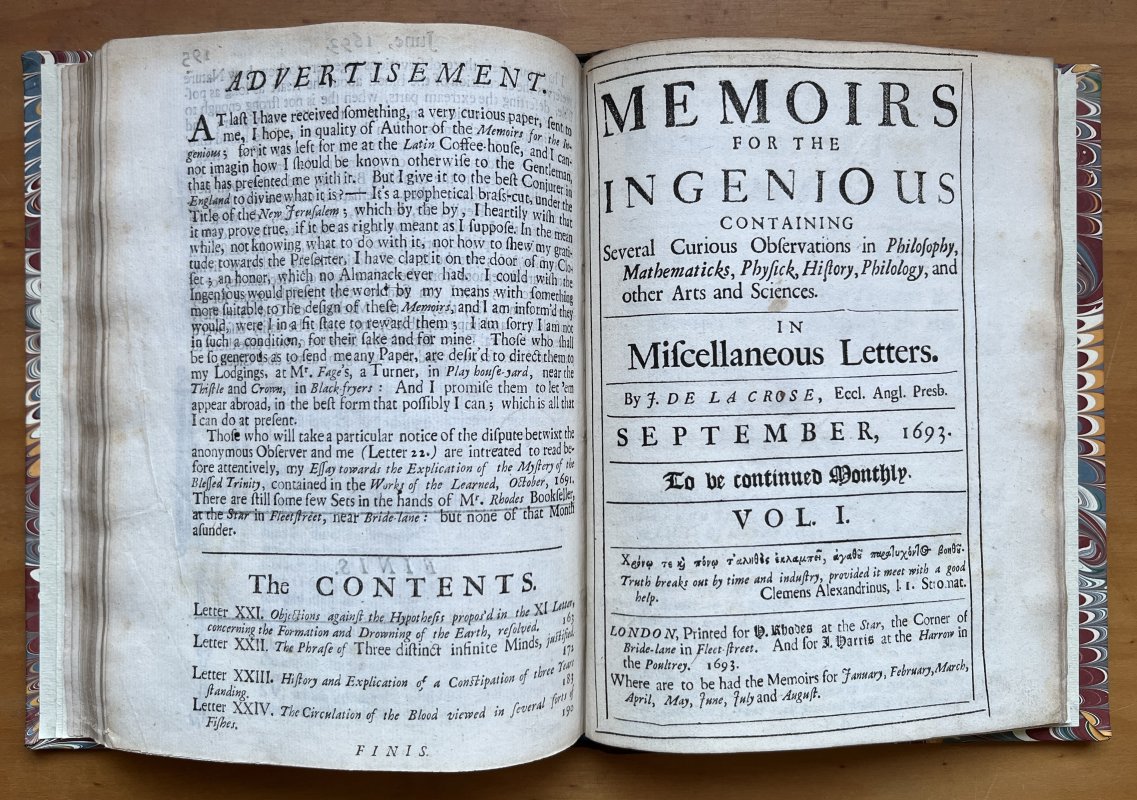 ADVERTISEMENT.
AT laſt I have received ſomething, a very curious paper, ſent to
me, I hope, in quality of Author of the Memoirs for the In-
genious; for it was left for me at the Latin Coffee-houſe, and I can-
not imagin how I ſhould be known otherwiſe to the Gentleman,
that has preſented me with it. But I give it to the beſt Conjurer in
England to divine what it is?— It's a prophetical braſs-cut, under the
Title of the New Jeruſalem; which by the by, I heartily wiſh that
it may prove true, if it be as rightly meant as I ſuppoſe. In the mean
while, not knowing what to do with it, nor how to ſhew my grati-
tude towards the Preſenter, I have clapt it on the door of my Clo-
ſet; an honor, which no Almanack ever had. I could wiſh the
Ingenious would preſent the world by my means with ſomething
more ſuitable to the deſign of theſe Memoirs, and I am inform'd they
would, were I in a fit ſtate to reward them; I am ſorry I am not
in ſuch a condition, for their ſake and for mine. Thoſe who ſhall
be ſo generous as to ſend me any Paper, are deſir'd to direct them to
my Lodgings, at Mr. Fage's, a Turner, in Play houſe-yard, near the
Thiſtle and Crown, in Black-fryers: And I promiſe them to let 'em
appear abroad, in the beſt form that poſſibly I can; which is all that
I can do at preſent.
Thoſe who will take a particular notice of the diſpute betwixt the
anonymous Obſerver and me (Letter 22.) are intreated to read be-
fore attentively, my Eſſay towards the Explication of the Myſtery of the
Bleſſed Trinity, contained in the Works of the Learned, October, 1691.
There are ſtill ſome few Sets in the hands of Mr. Rhodes Bookſeller,
at the Star in Fleetſtreet, near Bride-lane: but none of that Month
aſunder.
The CONTENTS.
Letter XXI. Objections againſt the Hypotheſis propos'd in the XI Letter,
concerning the Formation and Drowning of the Earth, reſolved. 163
Letter XXII. The Phraſe of Three diſtinct infinite Minds, juſtified.
172
Letter XXIII. Hiſtory and Explication of a Conſtipation of three Years
ſtanding. 183
Letter XXIV. The Circulation of the Blood viewed in ſeveral ſorts of
Fiſhes. 190
FINIS.
MEMOIRS
FOR THE
INGENIOUS
CONTAINING
Several Curious Obſervations in Philoſophy,
Mathematicks, Phyſick, Hiſtory, Philology, and
other Arts and Sciences.
IN
Miſcellaneous Letters.
By J. DE LA CROSE, Eccl. Angl. Presb.
SEPTEMBER, 1693.
To be continued Monthly.
VOL. I.
Truth breaks out by time and induſtry, provided it meet with a good
help. Clemens Alexandrinus, l. 1. Stromat.
LONDON, Printed for H. Rhodes at the Star, the Corner of
Bride-lane in Fleet-ſtreet. And for J. Harris at the Harrow in
the Poultrey. 1693.
Where are to be had the Memoirs for January, February, March,
April, May, June, July and Auguſt.